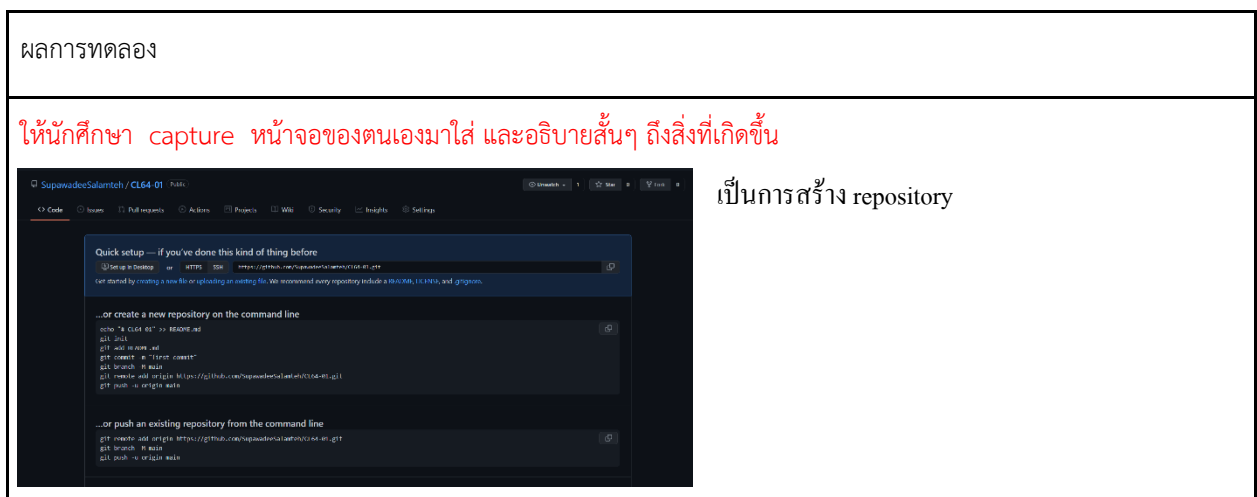 ผลการทดลอง
ให้นักศึกษา capture หน้าจอของตนเองมาใส่ และอธิบายสั้นๆ ถึงสิ่งที่เกิดขึ้น
SupawadeeSalamteh / CL64-01 Public
Unwatch 1 Star 0 Fork 0
Code Issues Pull requests Actions Projects Wiki Security Insights Settings
เป็นการสร้าง repository
Quick setup — if you've done this kind of thing before
Set up in Desktop or HTTPS SSH https://github.com/SupawadeeSalamteh/CL64-01.git
Get started by creating a new file or uploading an existing file. We recommend every repository include a README, LICENSE, and .gitignore.
...or create a new repository on the command line
echo "# CL64-01" >> README.md
git init
git add README.md
git commit -m "first commit"
git branch -M main
git remote add origin https://github.com/SupawadeeSalamteh/CL64-01.git
git push -u origin main
...or push an existing repository from the command line
git remote add origin https://github.com/SupawadeeSalamteh/CL64-01.git
git branch -M main
git push -u origin main